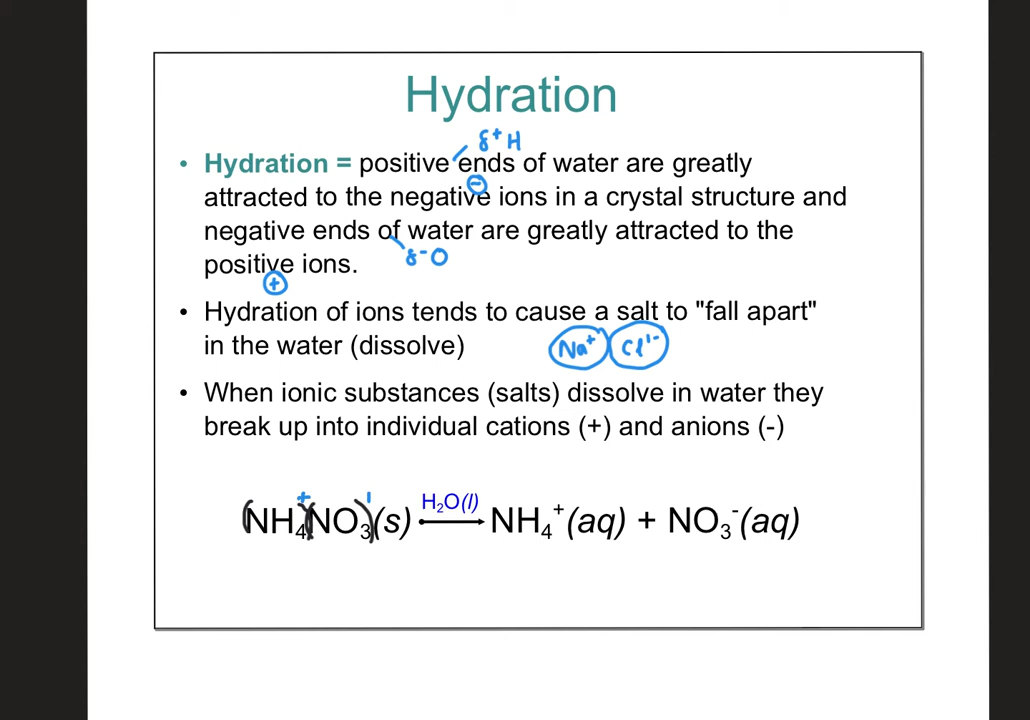 Hydration
δ⁺ H
• Hydration = positive ends of water are greatly
attracted to the negative ions in a crystal structure and
⊖
negative ends of water are greatly attracted to the
δ⁻ O
positive ions.
⊕
• Hydration of ions tends to cause a salt to "fall apart"
in the water (dissolve)
Na⁺ Cl¹⁻
• When ionic substances (salts) dissolve in water they
break up into individual cations (+) and anions (-)
+ ı
H₂O(l)
(NH₄)(NO₃)(s) → NH₄⁺(aq) + NO₃⁻(aq)